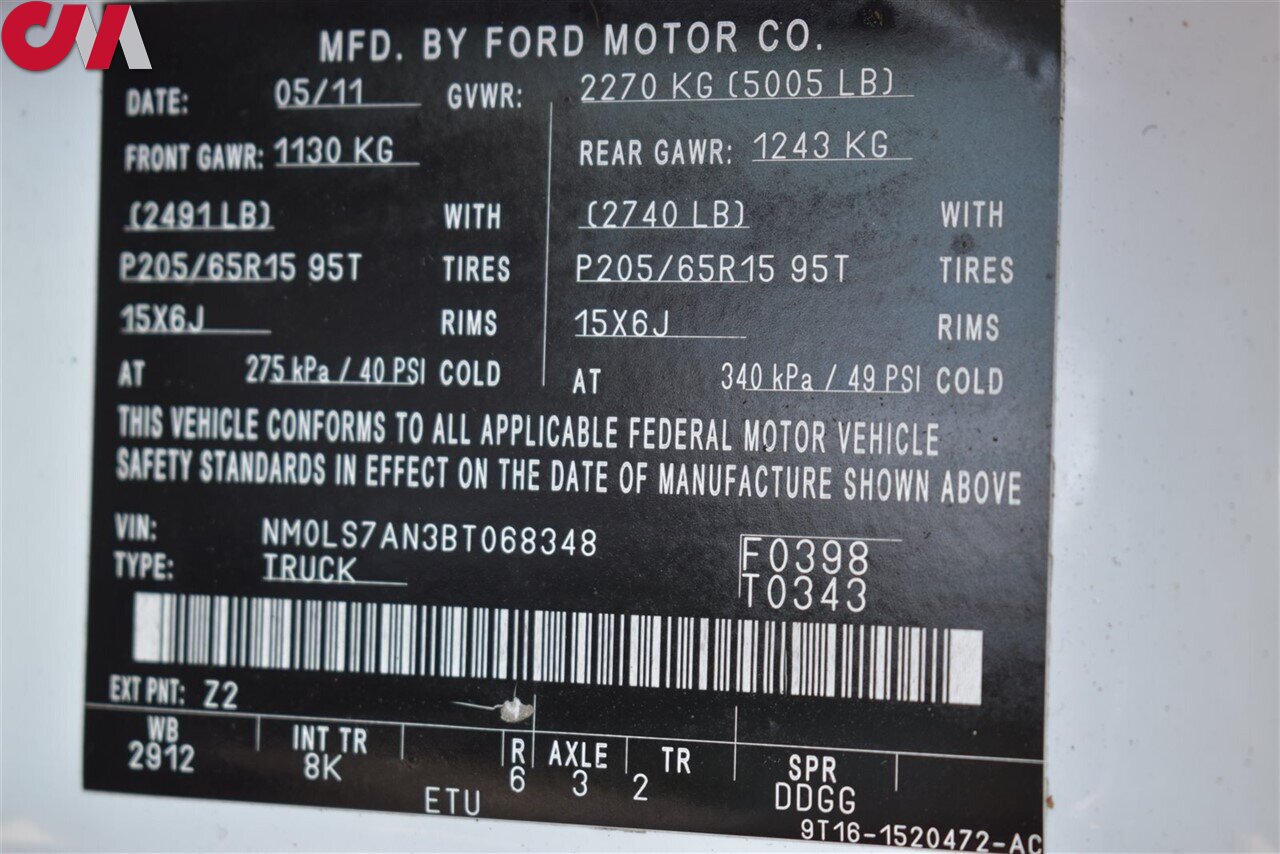 CM
MFD. BY FORD MOTOR CO.
DATE: 05/11 GVWR: 2270 KG (5005 LB)
FRONT GAWR: 1130 KG REAR GAWR: 1243 KG
(2491 LB) WITH (2740 LB) WITH
P205/65R15 95T TIRES P205/65R15 95T TIRES
15X6J RIMS 15X6J RIMS
AT 275 kPa / 40 PSI COLD AT 340 kPa / 49 PSI COLD
THIS VEHICLE CONFORMS TO ALL APPLICABLE FEDERAL MOTOR VEHICLE
SAFETY STANDARDS IN EFFECT ON THE DATE OF MANUFACTURE SHOWN ABOVE
VIN: NM0LS7AN3BT068348 F0398
TYPE: TRUCK T0343
EXT PNT: Z2
WB INT TR R AXLE TR SPR
2912 8K 6 3 2 DDGG
ETU 9T16-1520472-AC